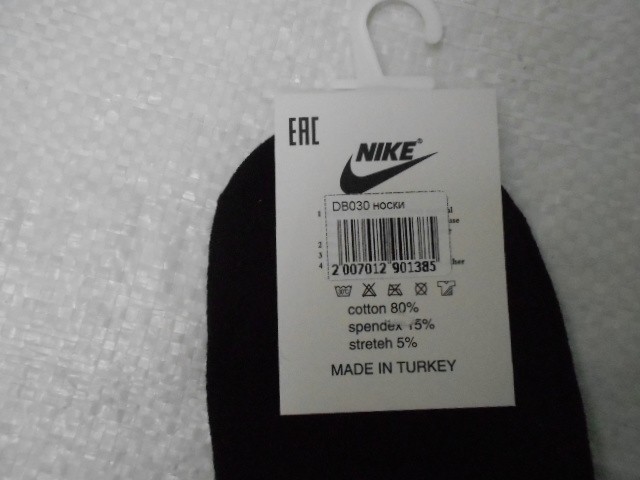 EAC
NIKE®
DB030 носки
1
2
3
4
2 007012 901385
cotton 80%
spendex 15%
streteh 5%
MADE IN TURKEY